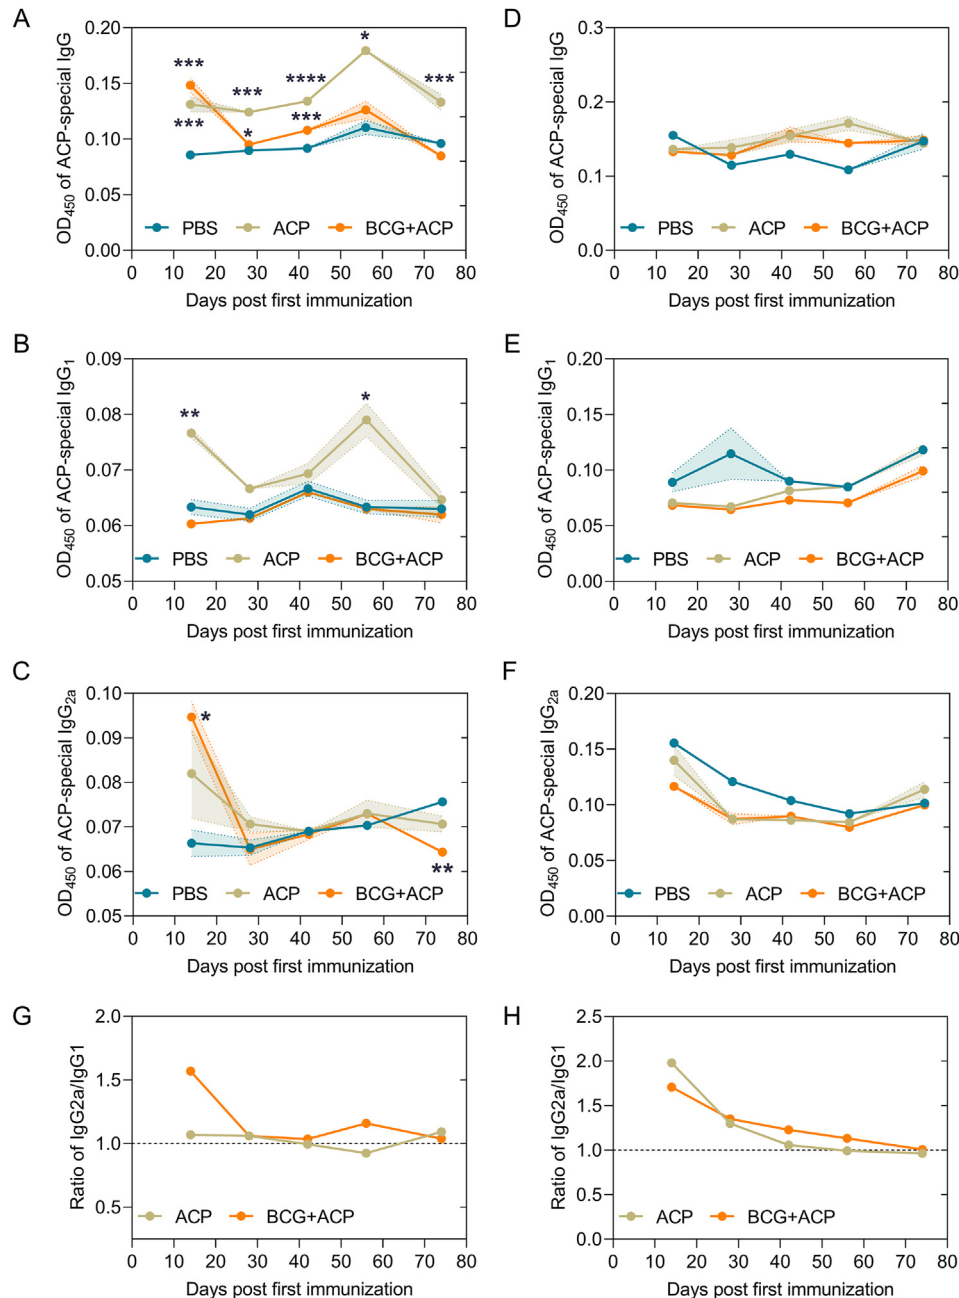 A
OD450 of ACP-special IgG
0.20
0.15
0.10
0.05
0.00
***
***
***
*
****
***
*
***
PBS ACP BCG+ACP
0 10 20 30 40 50 60 70 80
Days post first immunization
D
OD450 of ACP-special IgG
0.3
0.2
0.1
0.0
PBS ACP BCG+ACP
0 10 20 30 40 50 60 70 80
Days post first immunization
B
OD450 of ACP-special IgG1
0.09
0.08
0.07
0.06
0.05
**
*
PBS ACP BCG+ACP
0 10 20 30 40 50 60 70 80
Days post first immunization
E
OD450 of ACP-special IgG1
0.20
0.15
0.10
0.05
0.00
PBS ACP BCG+ACP
0 10 20 30 40 50 60 70 80
Days post first immunization
C
OD450 of ACP-special IgG2a
0.10
0.09
0.08
0.07
0.06
0.05
*
**
PBS ACP BCG+ACP
0 10 20 30 40 50 60 70 80
Days post first immunization
F
OD450 of ACP-special IgG2a
0.20
0.15
0.10
0.05
0.00
PBS ACP BCG+ACP
0 10 20 30 40 50 60 70 80
Days post first immunization
G
Ratio of IgG2a/IgG1
2.0
1.5
1.0
0.5
ACP BCG+ACP
0 10 20 30 40 50 60 70 80
Days post first immunization
H
Ratio of IgG2a/IgG1
2.5
2.0
1.5
1.0
0.5
0.0
ACP BCG+ACP
0 10 20 30 40 50 60 70 80
Days post first immunization